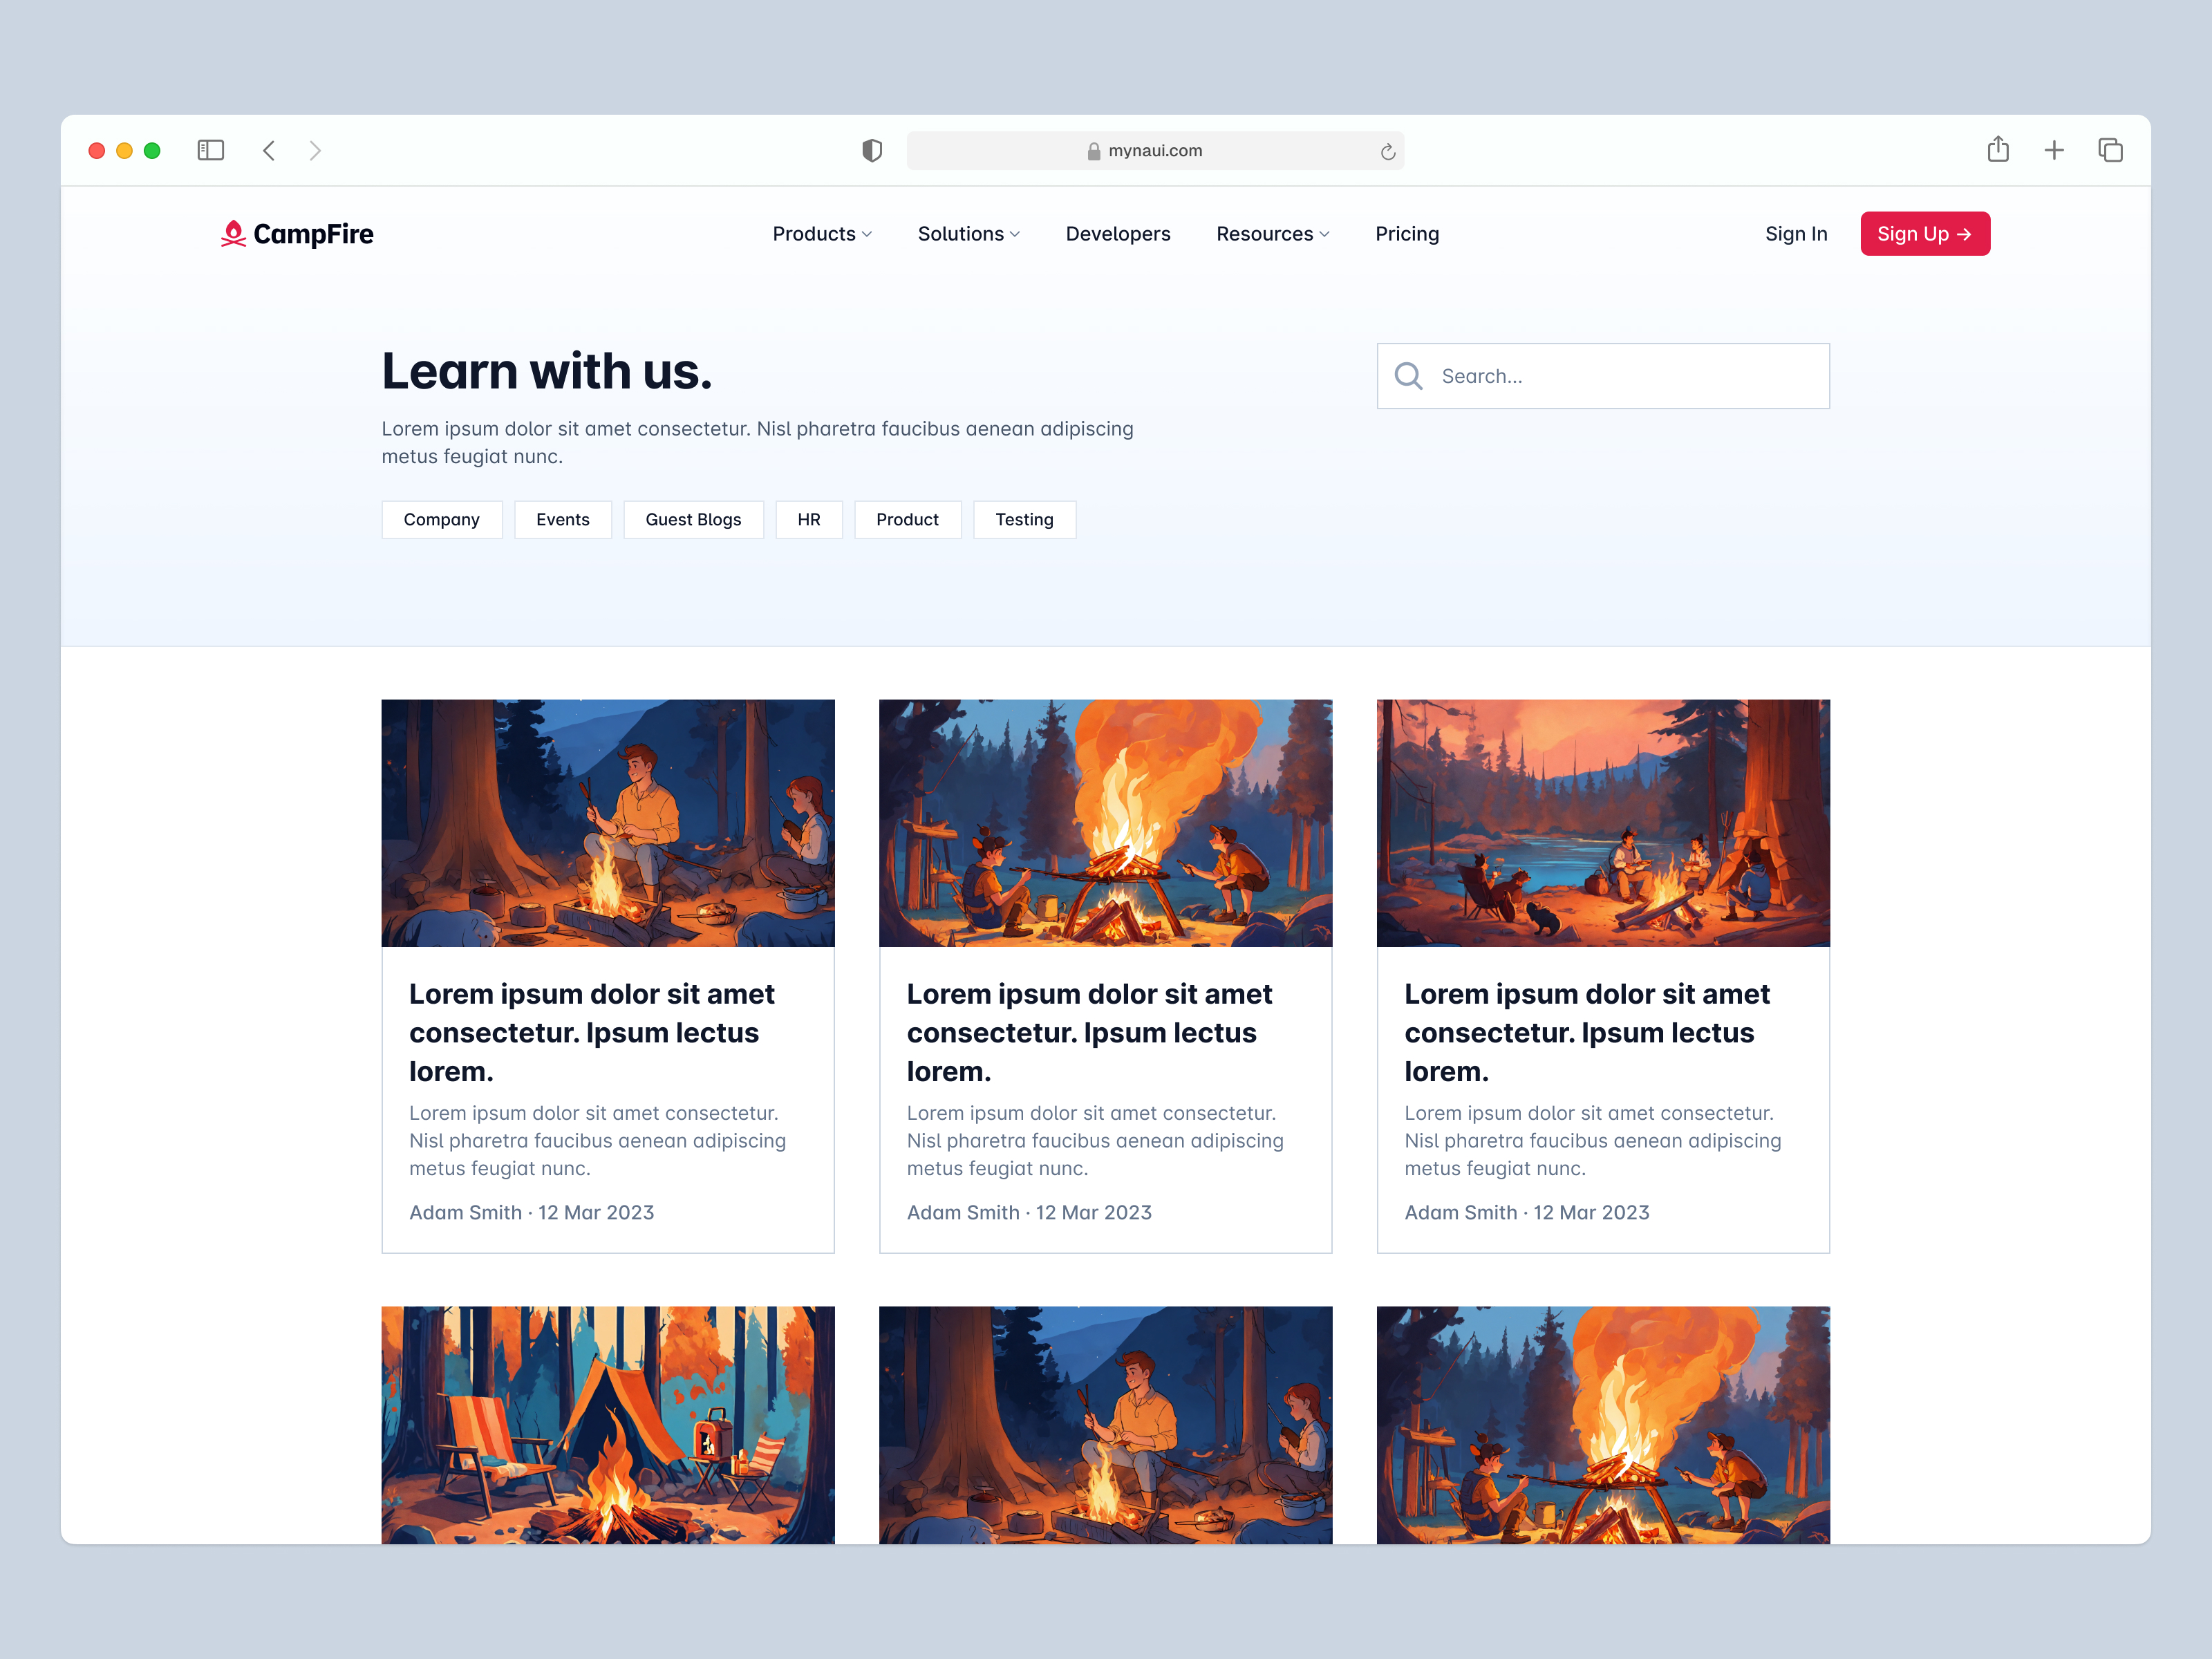 mynaui.com
CampFire
Products
Solutions
Developers
Resources
Pricing
Sign In
Sign Up →
Learn with us.
Search...
Lorem ipsum dolor sit amet consectetur. Nisl pharetra faucibus aenean adipiscing
metus feugiat nunc.
Company
Events
Guest Blogs
HR
Product
Testing
Lorem ipsum dolor sit amet
consectetur. Ipsum lectus
lorem.
Lorem ipsum dolor sit amet consectetur.
Nisl pharetra faucibus aenean adipiscing
metus feugiat nunc.
Adam Smith · 12 Mar 2023
Lorem ipsum dolor sit amet
consectetur. Ipsum lectus
lorem.
Lorem ipsum dolor sit amet consectetur.
Nisl pharetra faucibus aenean adipiscing
metus feugiat nunc.
Adam Smith · 12 Mar 2023
Lorem ipsum dolor sit amet
consectetur. Ipsum lectus
lorem.
Lorem ipsum dolor sit amet consectetur.
Nisl pharetra faucibus aenean adipiscing
metus feugiat nunc.
Adam Smith · 12 Mar 2023